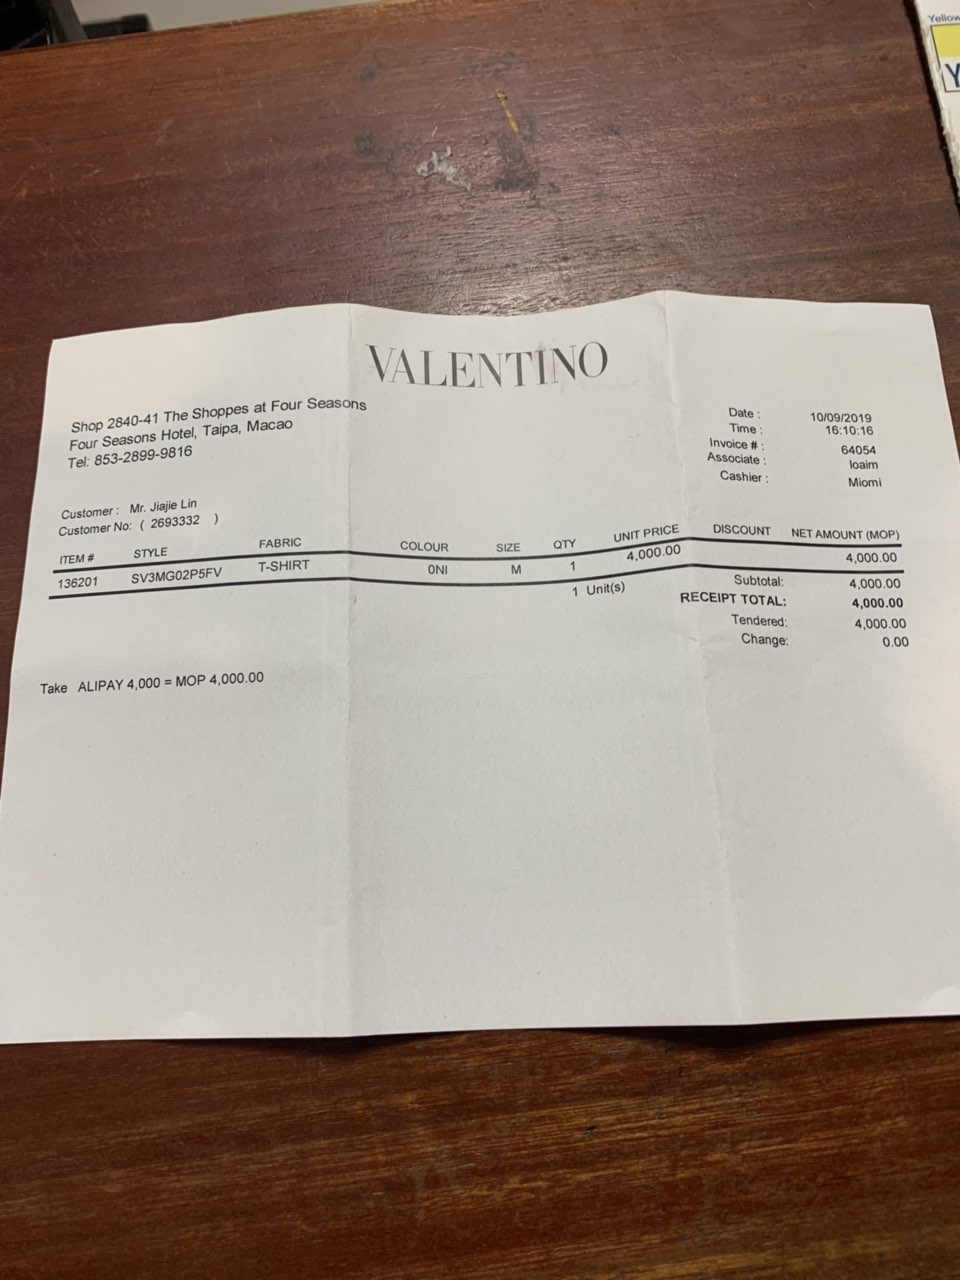 Yellow
Y
VALENTINO
Shop 2840-41 The Shoppes at Four Seasons
Four Seasons Hotel, Taipa, Macao
Tel: 853-2899-9816
Date : 10/09/2019
Time : 16:10:16
Invoice # : 64054
Associate : Ioaim
Cashier : Miomi
Customer : Mr. Jiajie Lin
Customer No: ( 2693332 )
ITEM # STYLE FABRIC COLOUR SIZE QTY UNIT PRICE DISCOUNT NET AMOUNT (MOP)
136201 SV3MG02P5FV T-SHIRT 0NI M 1 4,000.00 4,000.00
1 Unit(s)
Subtotal: 4,000.00
RECEIPT TOTAL: 4,000.00
Tendered: 4,000.00
Change: 0.00
Take ALIPAY 4,000 = MOP 4,000.00